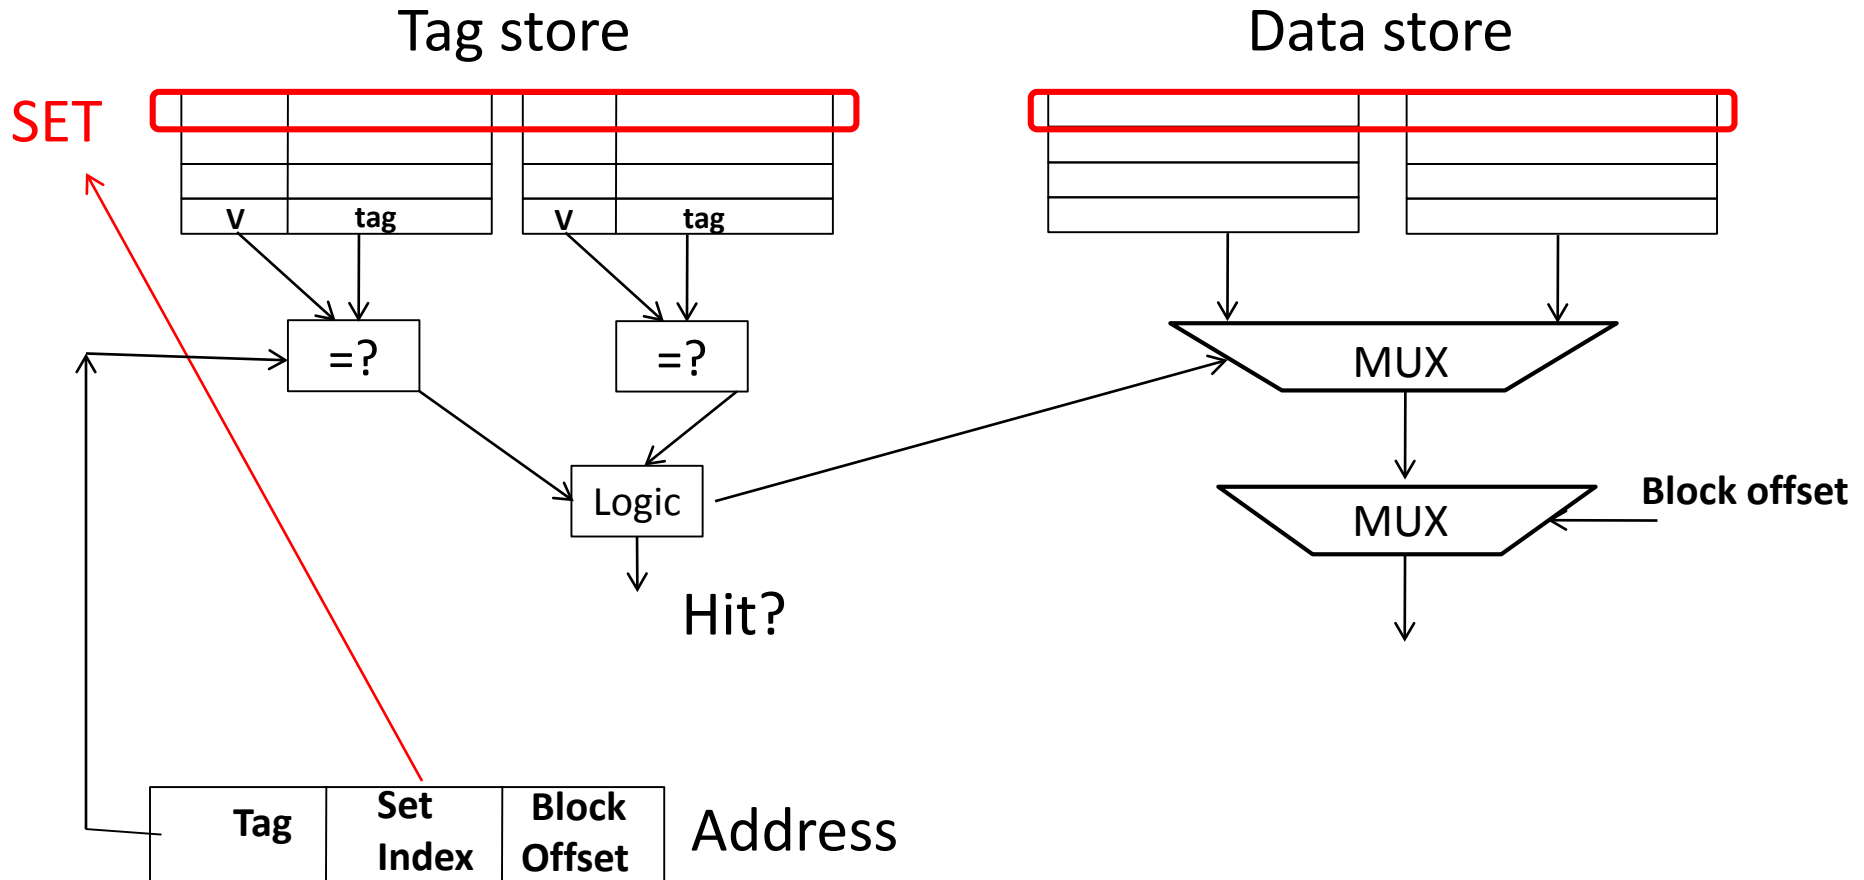 Tag store
Data store
SET
V
tag
V
tag
=?
=?
MUX
Logic
Block offset
MUX
Hit?
Tag
Set
Index
Block
Offset
Address